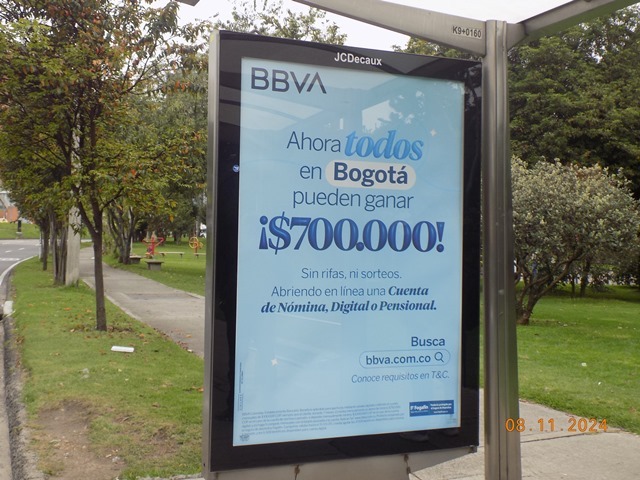 K9+0160
JCDecaux
BBVA
Ahora todos
en Bogotá
pueden ganar
¡$700.000!
Sin rifas, ni sorteos.
Abriendo en línea una Cuenta
de Nómina, Digital o Pensional.
Busca
bbva.com.co
Conoce requisitos en T&C.
08.11.2024